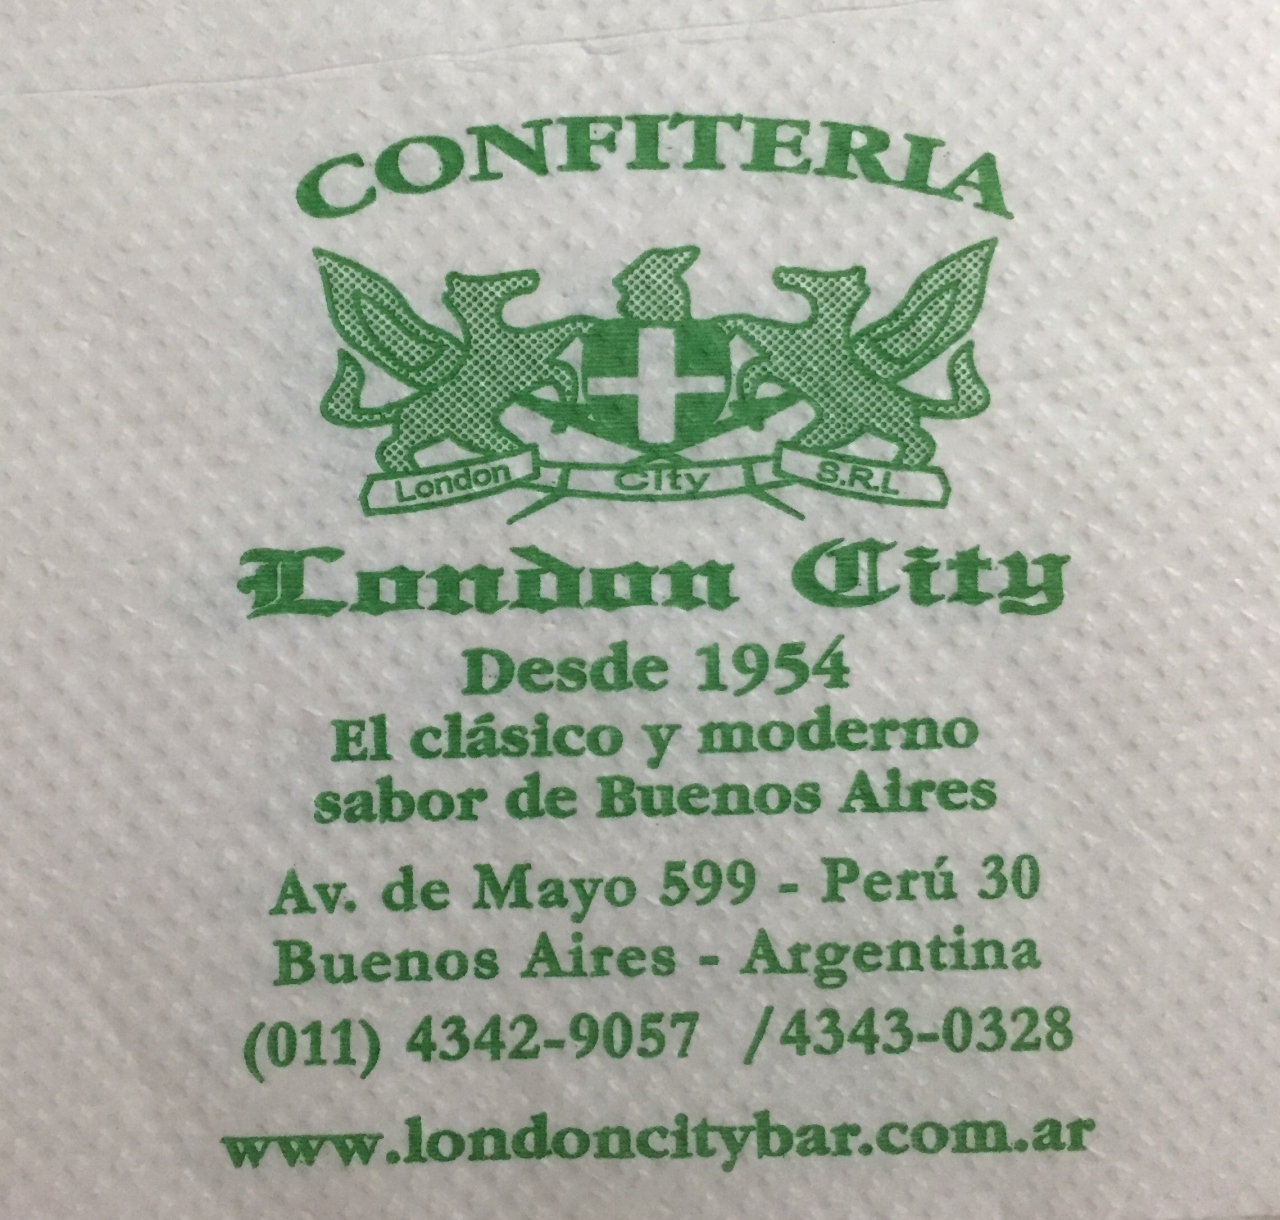 CONFITERIA
London City S.R.L
London City
Desde 1954
El clásico y moderno
sabor de Buenos Aires
Av. de Mayo 599 - Perú 30
Buenos Aires - Argentina
(011) 4342-9057 /4343-0328
www.londoncitybar.com.ar